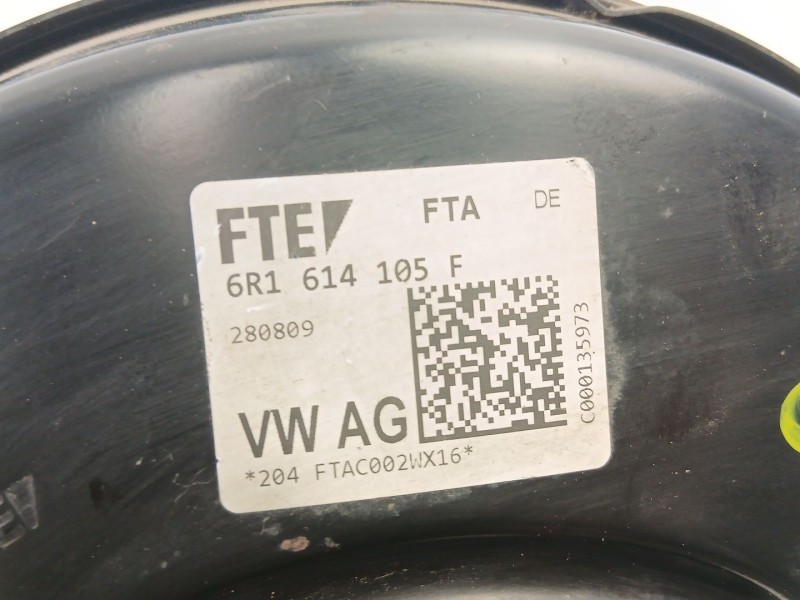 FTE FTA DE
6R1 614 105 F
280809
C000135973
VW AG
*204 FTAC002WX16*